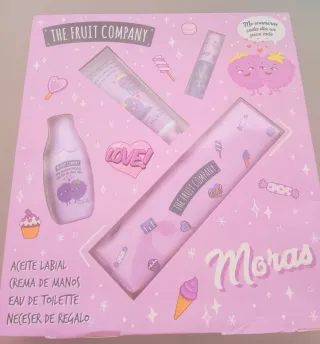 THE FRUIT COMPANY
Me enamoras
cada día un
poco más
LOVE!
THE FRUIT COMPANY
Moras
ACEITE LABIAL
CREMA DE MANOS
EAU DE TOILETTE
NECESER DE REGALO